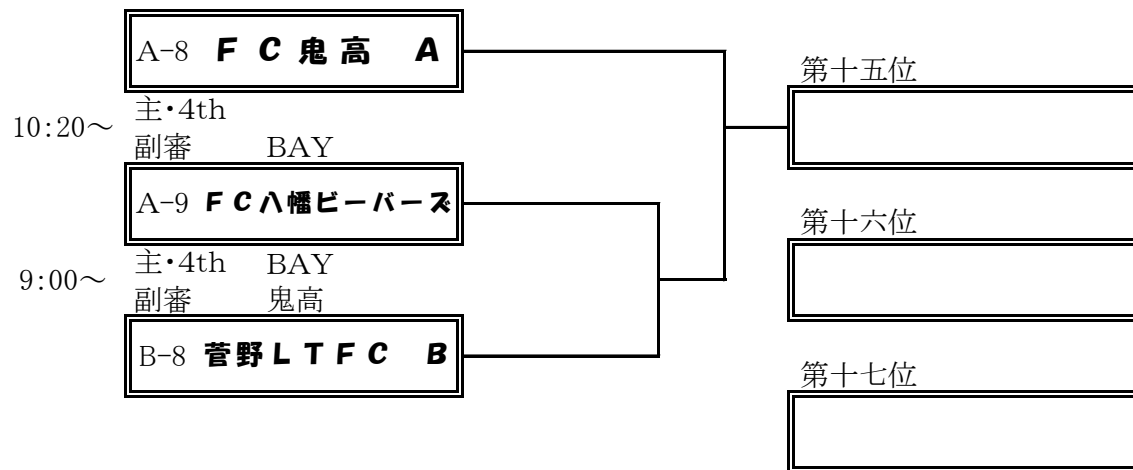 A-8 ＦＣ鬼高　A
第十五位
10:20～
主・4th
副審　BAY
A-9 ＦＣ八幡ビーバーズ
第十六位
9:00～
主・4th　BAY
副審　鬼高
B-8 菅野ＬＴＦＣ　B
第十七位